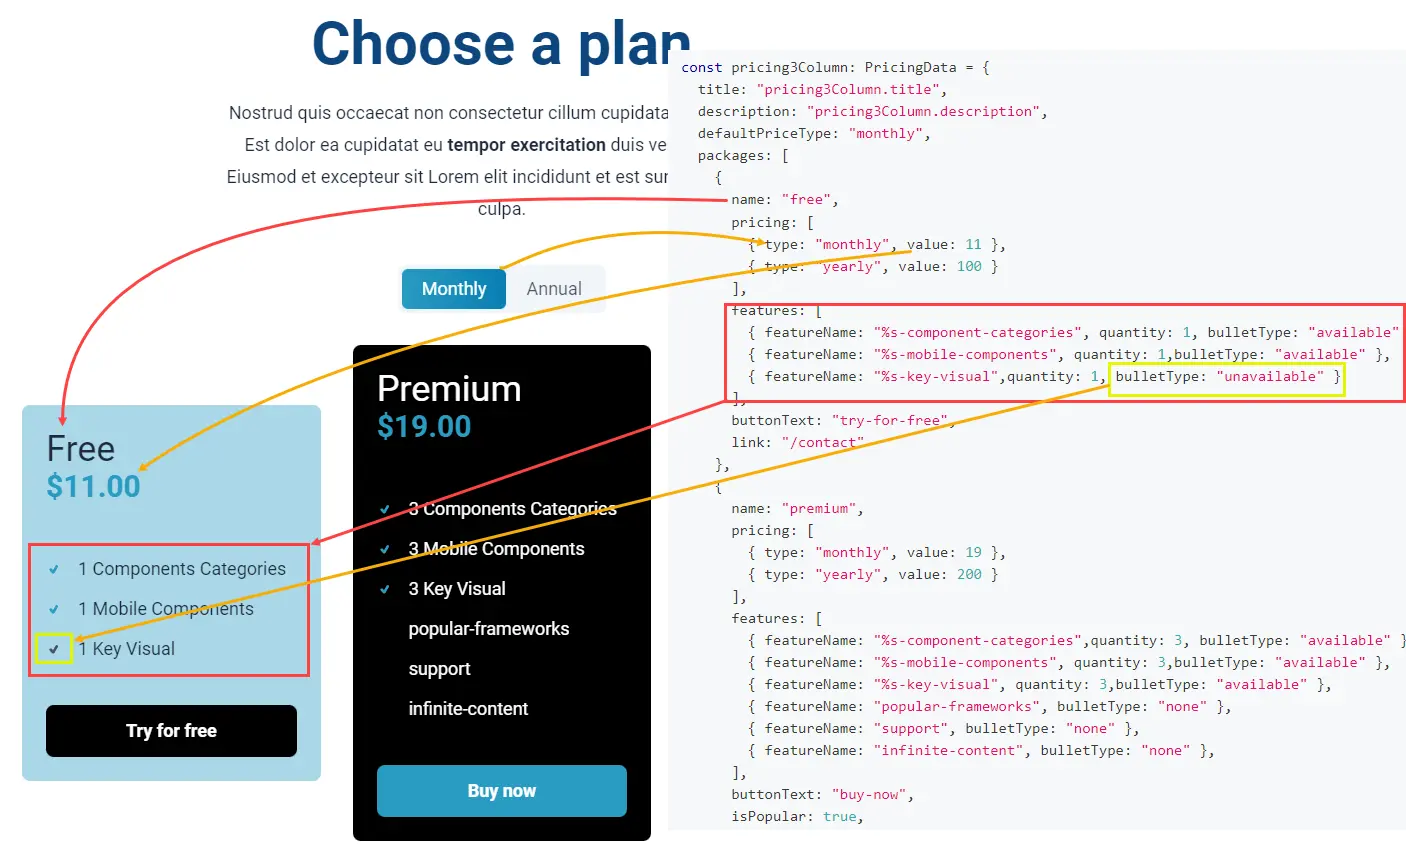 Choose a plan
Nostrud quis occaecat non consectetur cillum cupidata
Est dolor ea cupidatat eu tempor exercitation duis ve
Eiusmod et excepteur sit Lorem elit incididunt et est sun
culpa.
Monthly
Annual
Free
$11.00
1 Components Categories
1 Mobile Components
1 Key Visual
Try for free
Premium
$19.00
3 Components Categories
3 Mobile Components
3 Key Visual
popular-frameworks
support
infinite-content
Buy now
const pricing3Column: PricingData = {
title: "pricing3Column.title",
description: "pricing3Column.description",
defaultPriceType: "monthly",
packages: [
{
name: "free",
pricing: [
{ type: "monthly", value: 11 },
{ type: "yearly", value: 100 }
],
features: [
{ featureName: "%s-component-categories", quantity: 1, bulletType: "available"
{ featureName: "%s-mobile-components", quantity: 1,bulletType: "available" },
{ featureName: "%s-key-visual",quantity: 1, bulletType: "unavailable" }
],
buttonText: "try-for-free",
link: "/contact"
},
{
name: "premium",
pricing: [
{ type: "monthly", value: 19 },
{ type: "yearly", value: 200 }
],
features: [
{ featureName: "%s-component-categories",quantity: 3, bulletType: "available" }
{ featureName: "%s-mobile-components", quantity: 3,bulletType: "available" },
{ featureName: "%s-key-visual", quantity: 3,bulletType: "available" },
{ featureName: "popular-frameworks", bulletType: "none" },
{ featureName: "support", bulletType: "none" },
{ featureName: "infinite-content", bulletType: "none" },
],
buttonText: "buy-now",
isPopular: true,